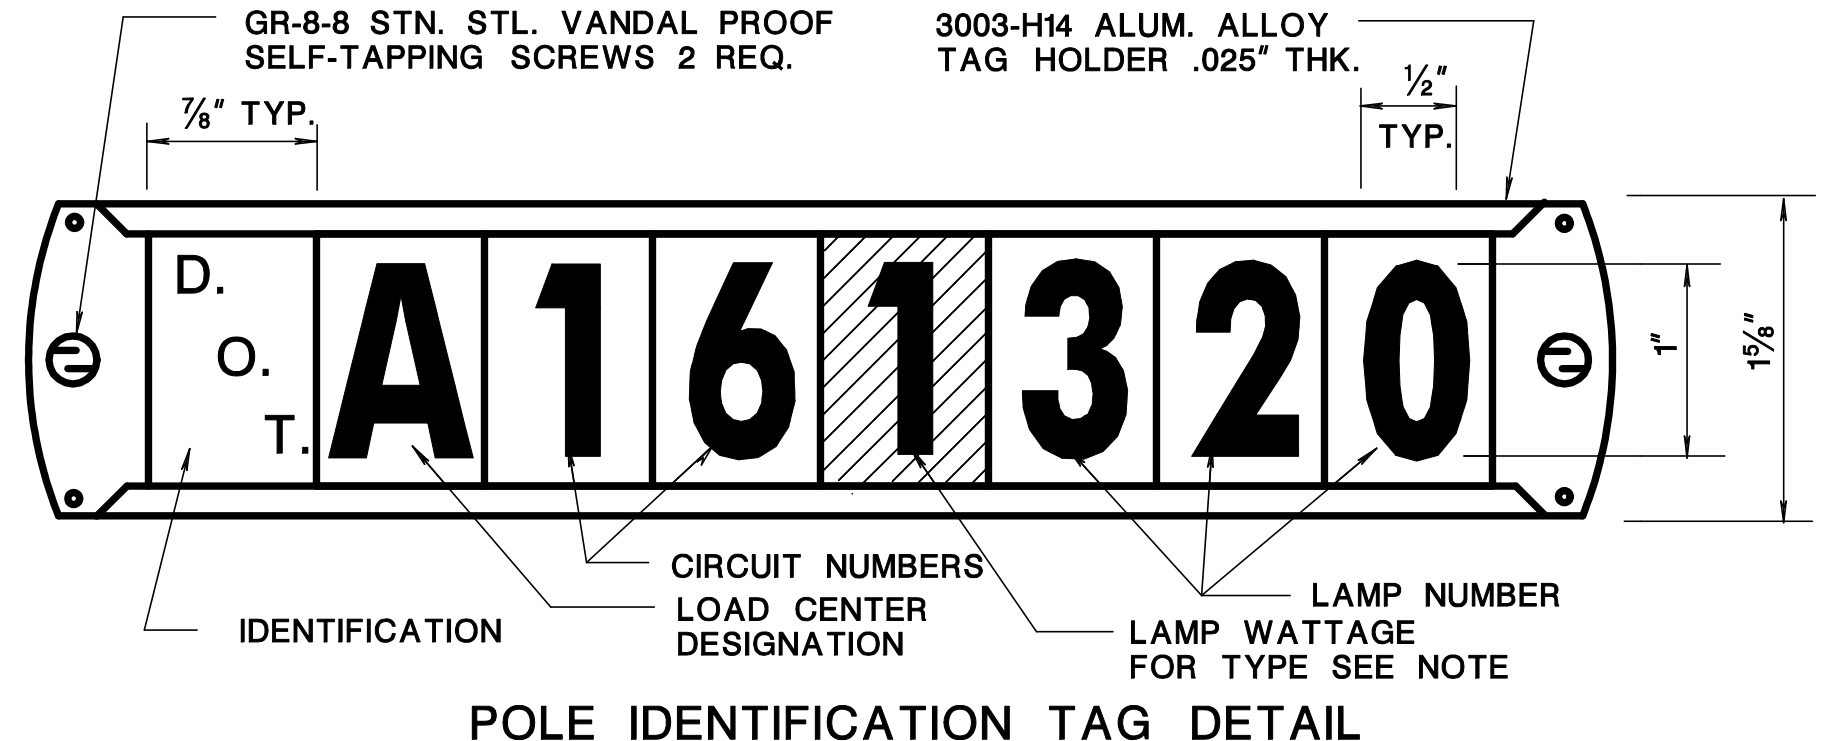 GR-8-8 STN. STL. VANDAL PROOF
SELF-TAPPING SCREWS 2 REQ.
3003-H14 ALUM. ALLOY
TAG HOLDER .025" THK.
7/8" TYP.
1/2"
TYP.
D.
O.
T.
A 1 6 1 3 2 0
1"
1 5/8"
CIRCUIT NUMBERS
LOAD CENTER
DESIGNATION
IDENTIFICATION
LAMP NUMBER
LAMP WATTAGE
FOR TYPE SEE NOTE
POLE IDENTIFICATION TAG DETAIL